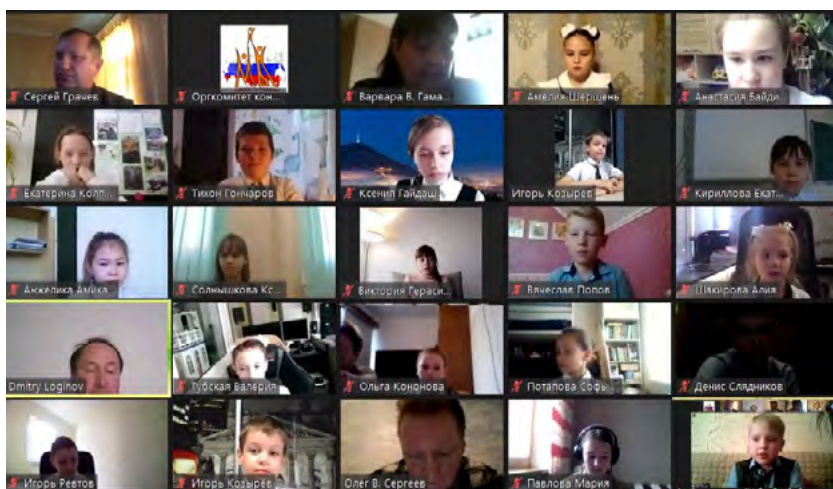 Сергей Грачев
Оргкомитет кон...
Варвара В. Гама...
Амелия Шершень
Анастасия Байди...
Екатерина Колп...
Тихон Гончаров
Ксения Гайдаш
Игорь Козырев
Кириллова Екат...
Анжелика Амика...
Солнышкова Кс...
Виктория Гераси...
Вячеслав Попов
Шакирова Алия
Dmitry Loginov
Губская Валерия
Ольга Кононова
Потапова Софь...
Денис Слядников
Игорь Ревтов
Игорь Козырев
Олег В. Сергеев
Павлова Мария